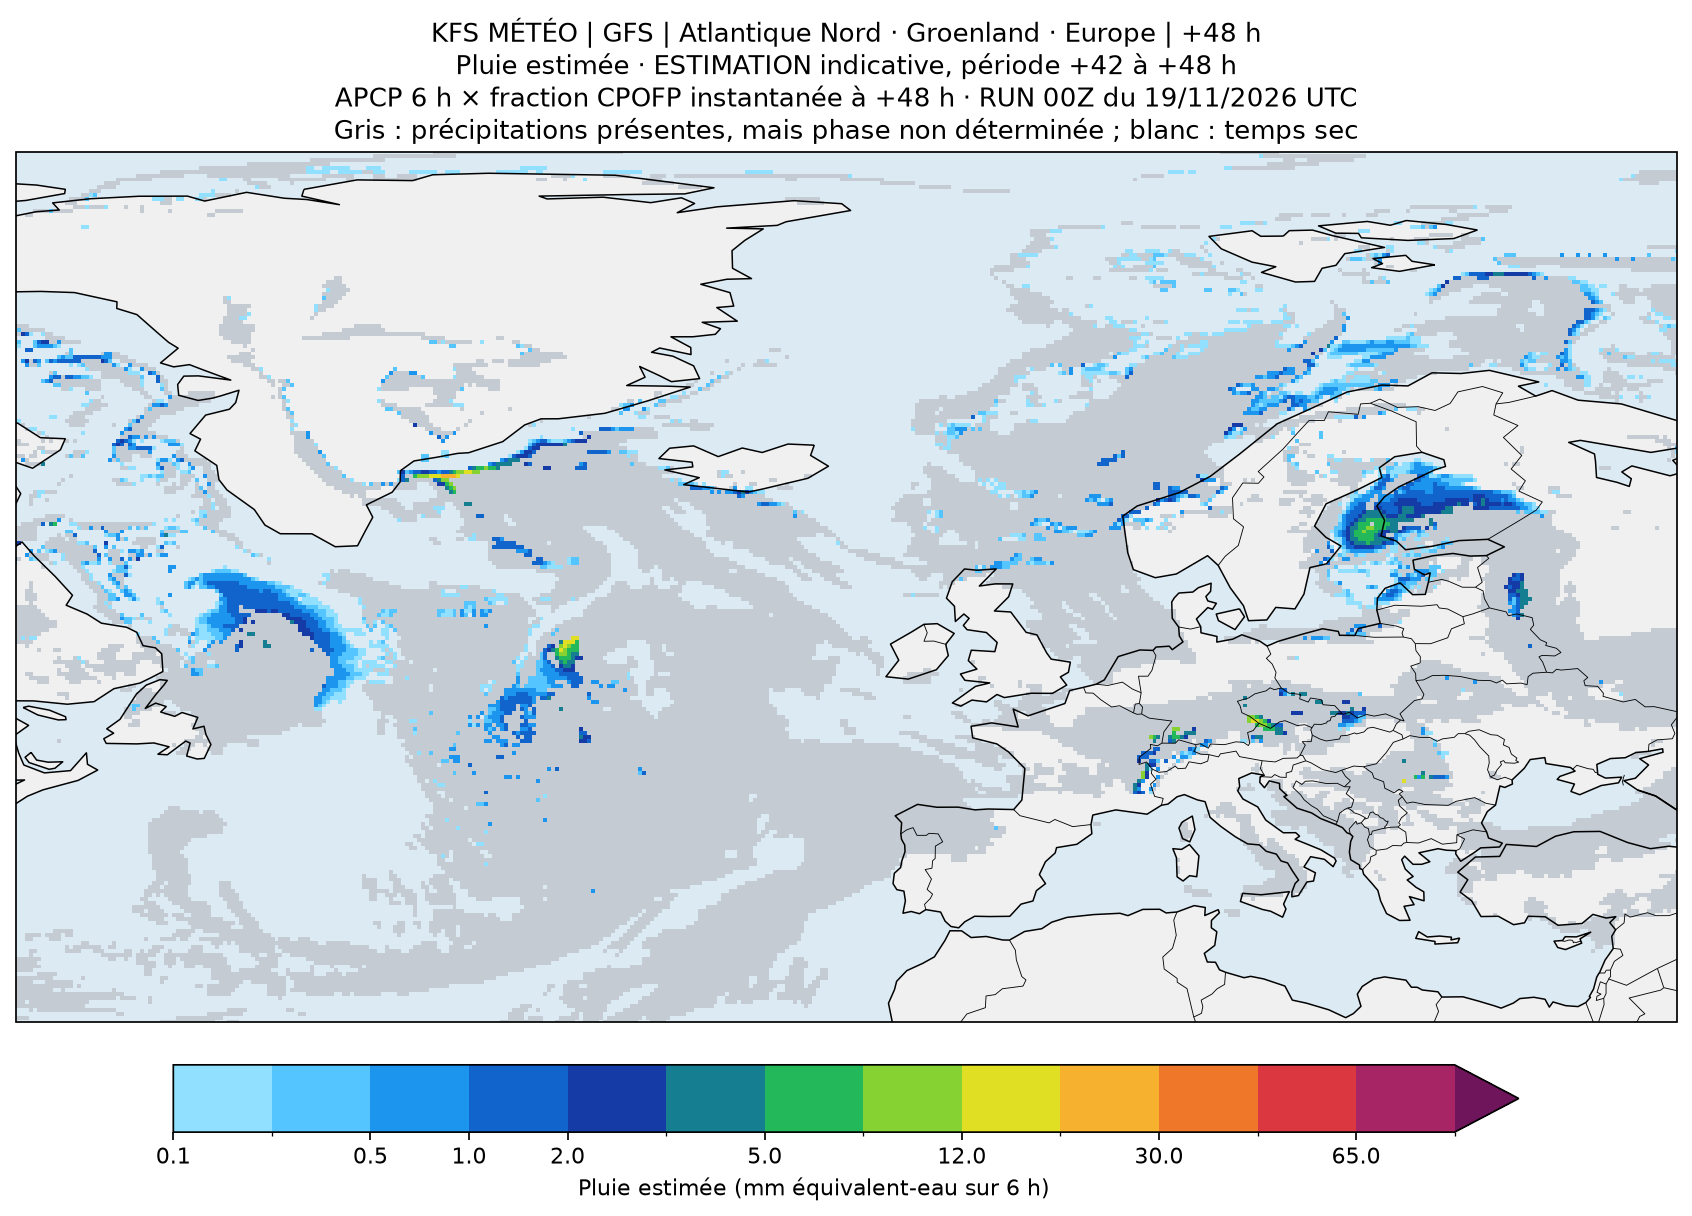 KFS MÉTÉO | GFS | Atlantique Nord · Groenland · Europe | +48 h
Pluie estimée · ESTIMATION indicative, période +42 à +48 h
APCP 6 h × fraction CPOFP instantanée à +48 h · RUN 00Z du 19/11/2026 UTC
Gris : précipitations présentes, mais phase non déterminée ; blanc : temps sec
0.1 0.5 1.0 2.0 5.0 12.0 30.0 65.0
Pluie estimée (mm équivalent-eau sur 6 h)